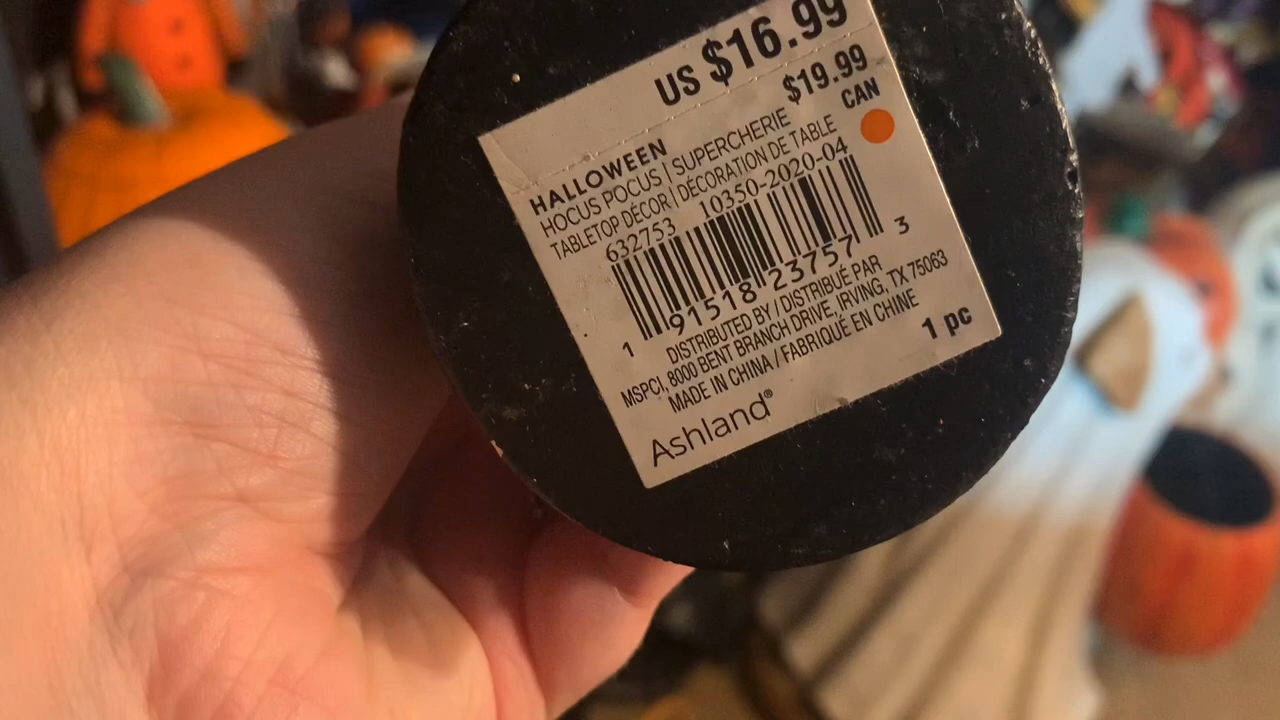 US $16.99
$19.99
CAN
HALLOWEEN
HOCUS POCUS | SUPERCHERIE
TABLETOP DÉCOR | DÉCORATION DE TABLE
632753 10350-2020-04
1 91518 23757 3
DISTRIBUTED BY / DISTRIBUÉ PAR
MSPCI, 8000 BENT BRANCH DRIVE, IRVING, TX 75063
MADE IN CHINA / FABRIQUÉ EN CHINE
1 pc
Ashland®